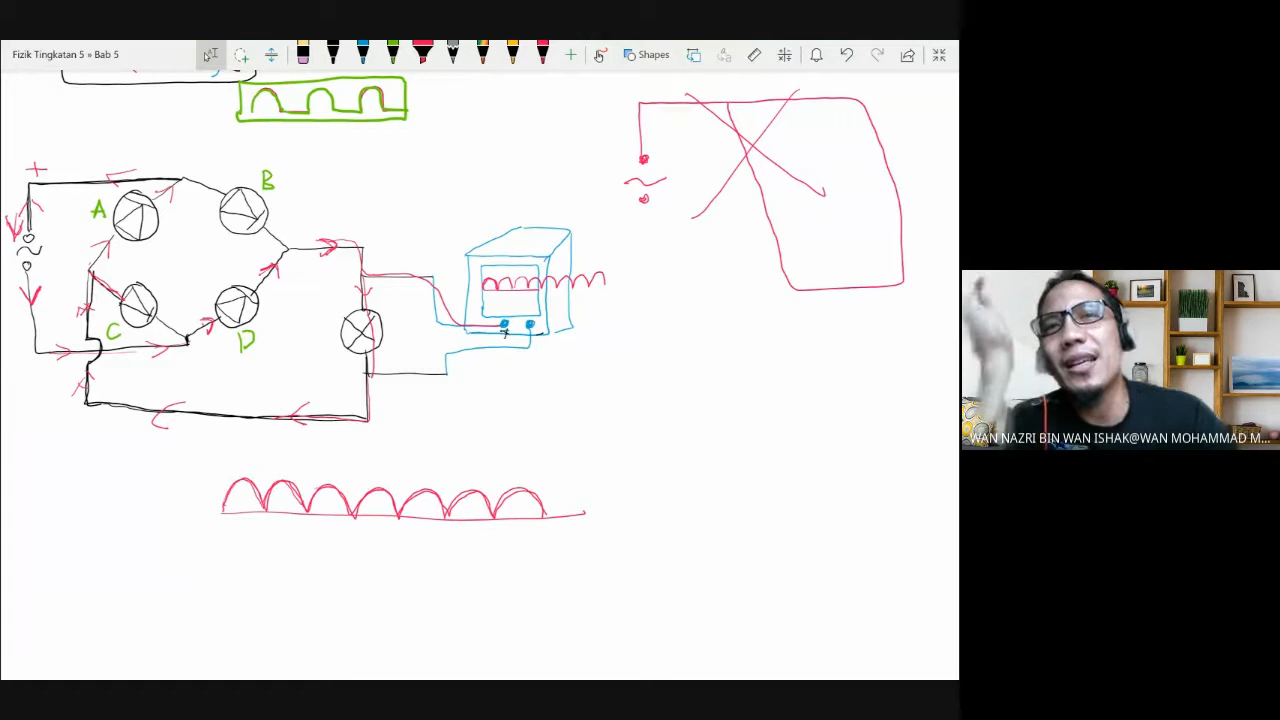 Fizik Tingkatan 5 » Bab 5
Shapes
+
B
A
~
~
C
D
+
WAN NAZRI BIN WAN ISHAK@WAN MOHAMMAD M...